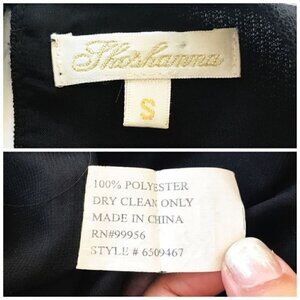 Shoshanna
S
100% POLYESTER
DRY CLEAN ONLY
MADE IN CHINA
RN#99956
STYLE # 6509467